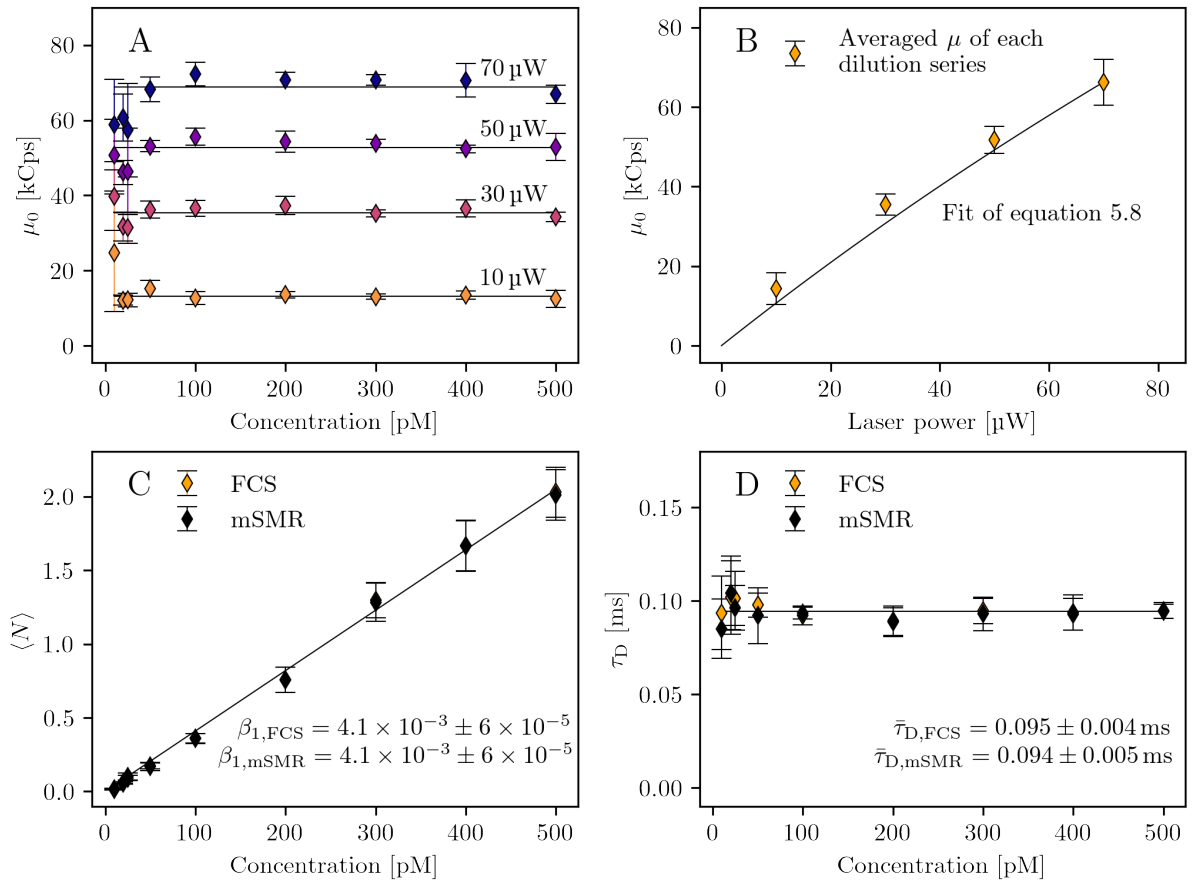 A
80
60
40
20
0
μ₀ [kCps]
70 μW
50 μW
30 μW
10 μW
0 100 200 300 400 500
Concentration [pM]
B
Averaged μ of each
dilution series
80
60
40
20
0
μ₀ [kCps]
Fit of equation 5.8
0 20 40 60 80
Laser power [μW]
C
FCS
mSMR
2.0
1.5
1.0
0.5
0.0
⟨N⟩
β₁,FCS = 4.1 × 10⁻³ ± 6 × 10⁻⁵
β₁,mSMR = 4.1 × 10⁻³ ± 6 × 10⁻⁵
0 100 200 300 400 500
Concentration [pM]
D
FCS
mSMR
0.15
0.10
0.05
0.00
τ_D [ms]
τ̄_D,FCS = 0.095 ± 0.004 ms
τ̄_D,mSMR = 0.094 ± 0.005 ms
0 100 200 300 400 500
Concentration [pM]